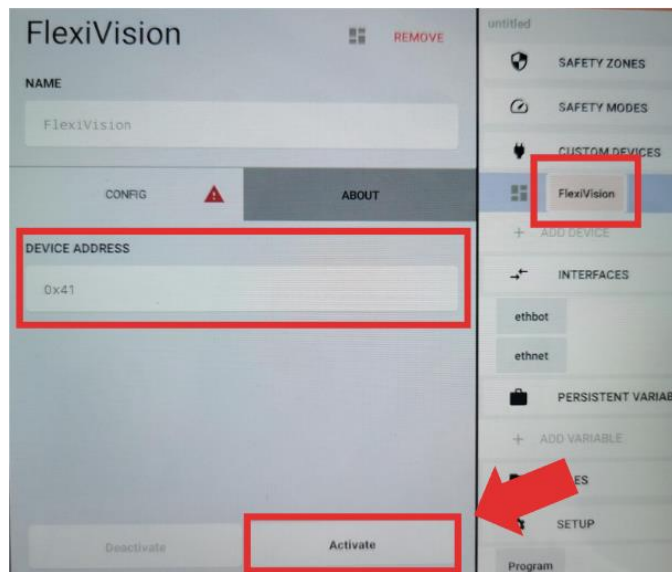 FlexiVision
REMOVE
NAME
FlexiVision
CONFIG
ABOUT
DEVICE ADDRESS
0x41
Deactivate
Activate
untitled
SAFETY ZONES
SAFETY MODES
CUSTOM DEVICES
FlexiVision
+ ADD DEVICE
INTERFACES
ethbot
ethnet
PERSISTENT VARIAB
+ ADD VARIABLE
ES
SETUP
Program